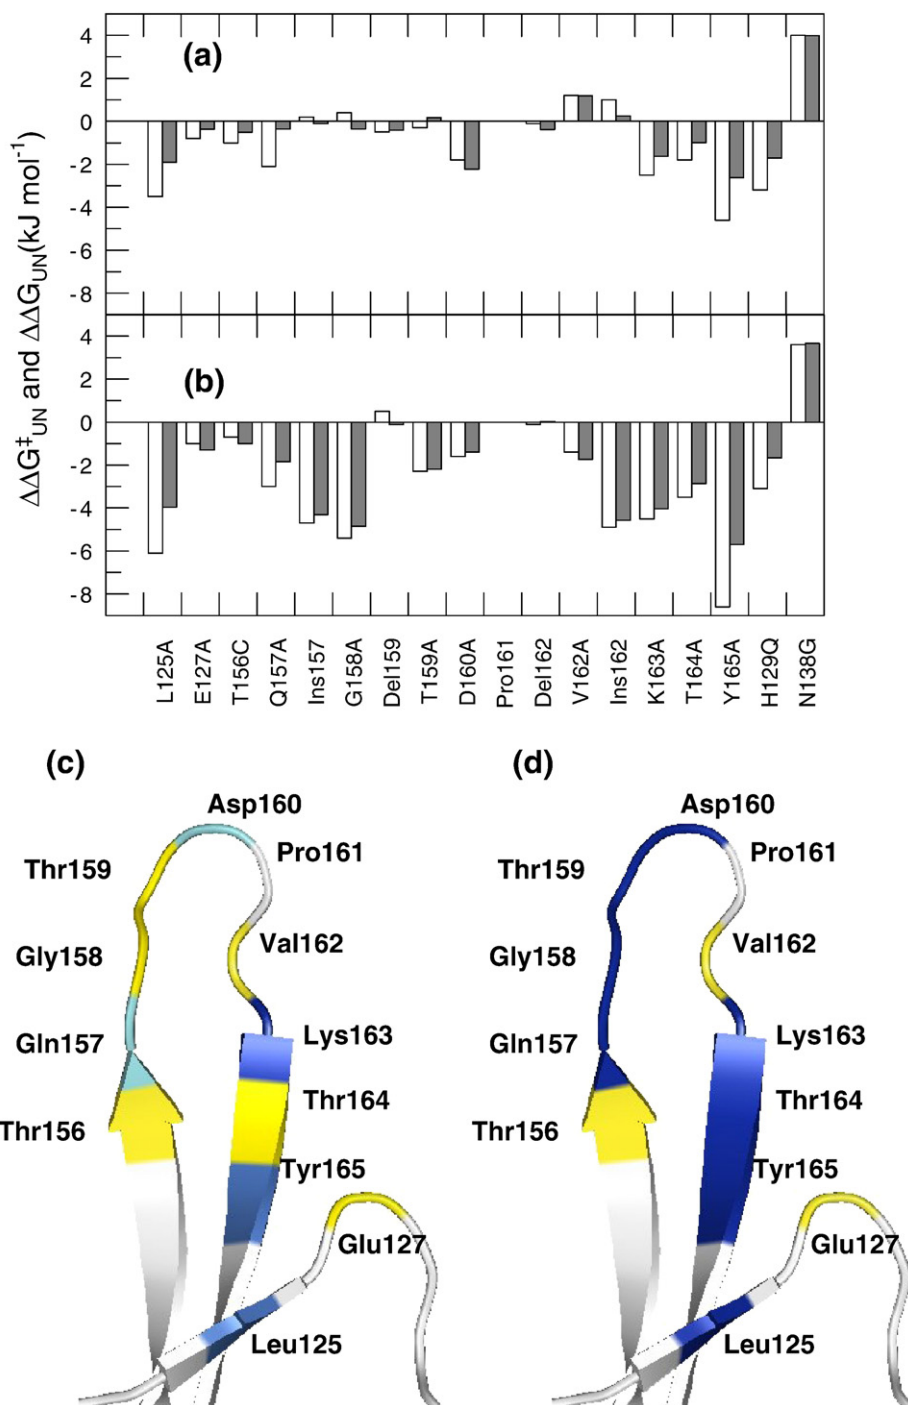 ΔΔG‡UN and ΔΔGUN(kJ mol-1)
(a)
4
2
0
-2
-4
-6
-8
(b)
4
2
0
-2
-4
-6
-8
L125A
E127A
T156C
Q157A
Ins157
G158A
Del159
T159A
D160A
Pro161
Del162
V162A
Ins162
K163A
T164A
Y165A
H129Q
N138G
(c)
Asp160
Pro161
Thr159
Val162
Gly158
Lys163
Gln157
Thr164
Thr156
Tyr165
Glu127
Leu125
(d)
Asp160
Pro161
Thr159
Val162
Gly158
Lys163
Gln157
Thr164
Thr156
Tyr165
Glu127
Leu125